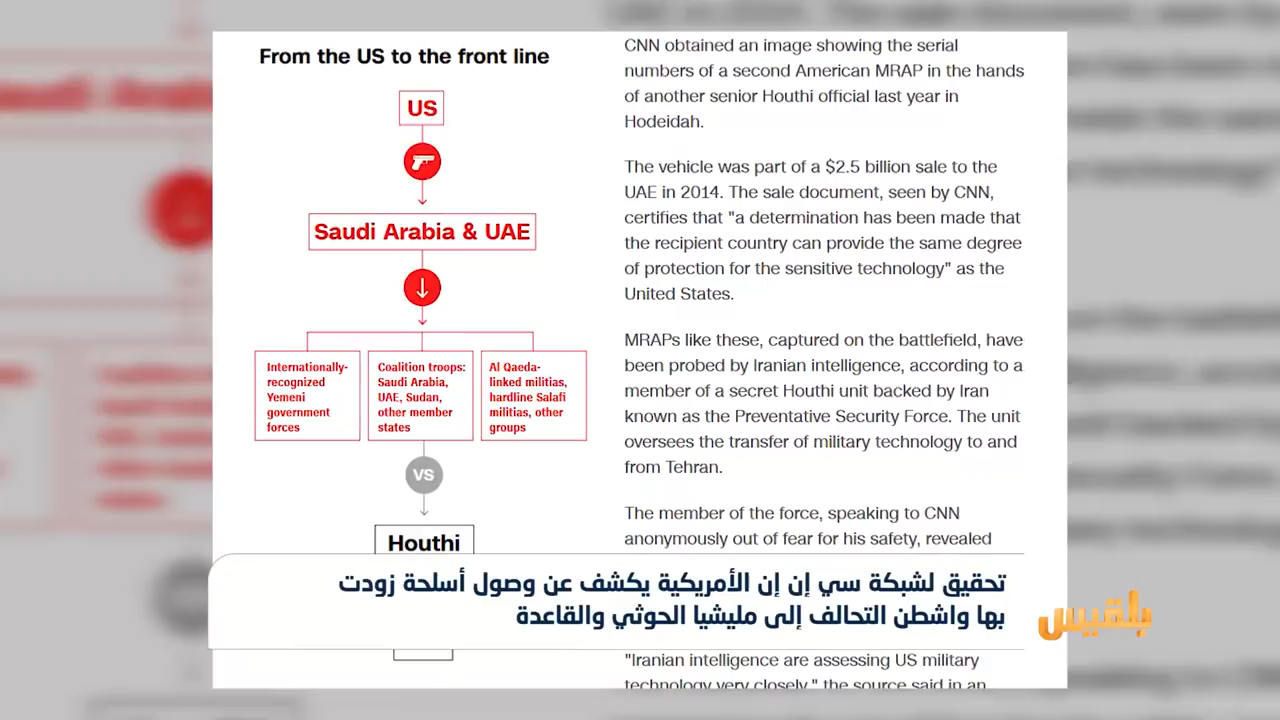 From the US to the front line
US
Saudi Arabia & UAE
Internationally-
recognized
Yemeni
government
forces
Coalition troops:
Saudi Arabia,
UAE, Sudan,
other member
states
Al Qaeda-
linked militias,
hardline Salafi
militias, other
groups
VS
Houthi
CNN obtained an image showing the serial
numbers of a second American MRAP in the hands
of another senior Houthi official last year in
Hodeidah.
The vehicle was part of a $2.5 billion sale to the
UAE in 2014. The sale document, seen by CNN,
certifies that "a determination has been made that
the recipient country can provide the same degree
of protection for the sensitive technology" as the
United States.
MRAPs like these, captured on the battlefield, have
been probed by Iranian intelligence, according to a
member of a secret Houthi unit backed by Iran
known as the Preventative Security Force. The unit
oversees the transfer of military technology to and
from Tehran.
The member of the force, speaking to CNN
anonymously out of fear for his safety, revealed
تحقيق لشبكة سي إن إن الأمريكية يكشف عن وصول أسلحة زودت
بها واشطن التحالف إلى مليشيا الحوثي والقاعدة
بلقيس
"Iranian intelligence are assessing US military
technology very closely," the source said in an